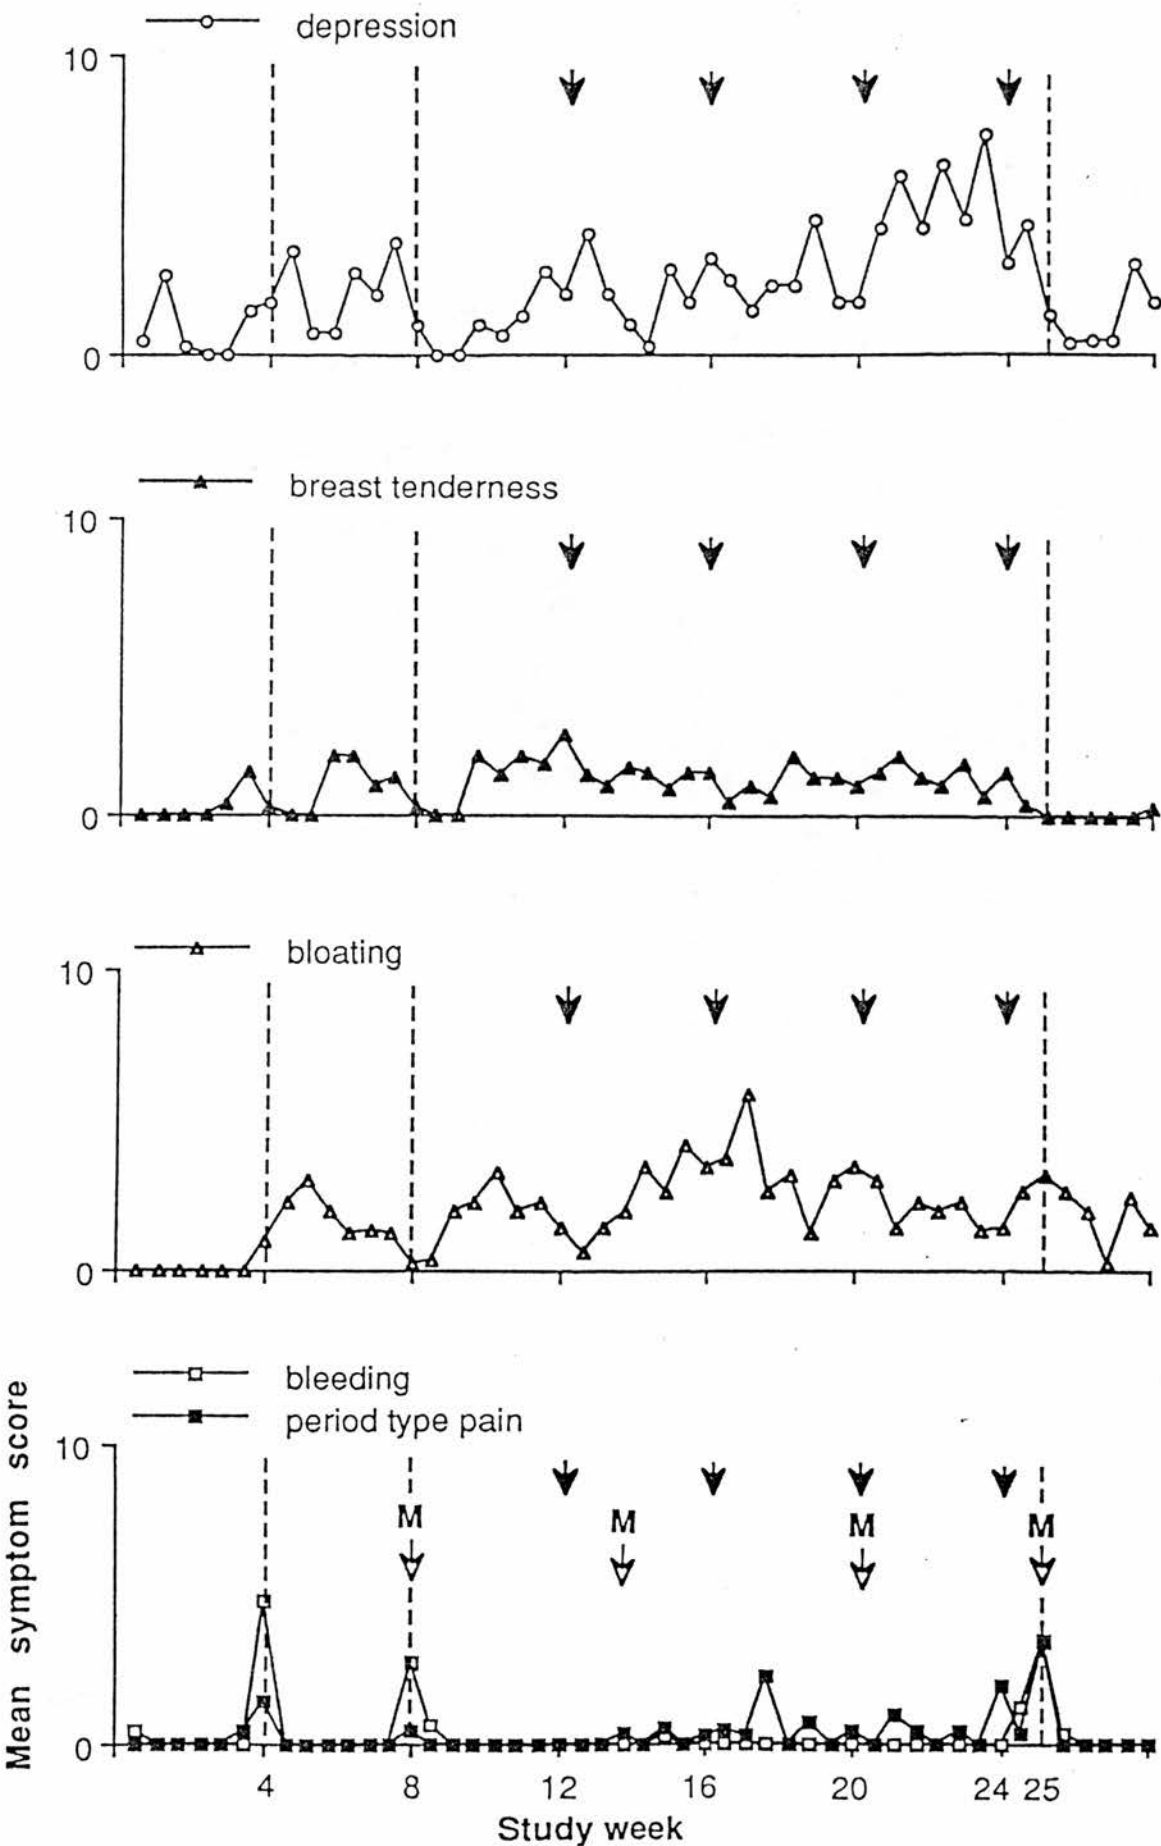 depression
10
0
breast tenderness
10
0
bloating
10
0
bleeding
period type pain
10
M M M M
0
4 8 12 16 20 24 25
Study week
Mean symptom score